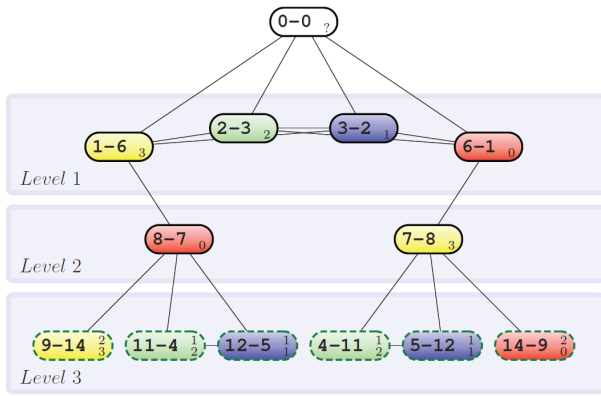 0-0 ?
2-3 2
3-2 1
1-6 3
6-1 0
Level 1
8-7 0
7-8 3
Level 2
9-14 2 3
11-4 1 2
12-5 1 1
4-11 1 2
5-12 1 1
14-9 2 0
Level 3